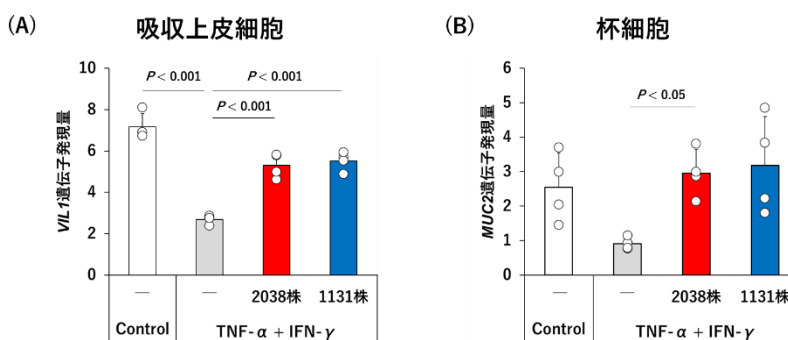 (A) 吸収上皮細胞
P < 0.001 P < 0.001
P < 0.001
VIL1遺伝子発現量
10
8
6
4
2
0
— — 2038株 1131株
Control TNF-α + IFN-γ
(B) 杯細胞
P < 0.05
MUC2遺伝子発現量
6
5
4
3
2
1
0
— — 2038株 1131株
Control TNF-α + IFN-γ